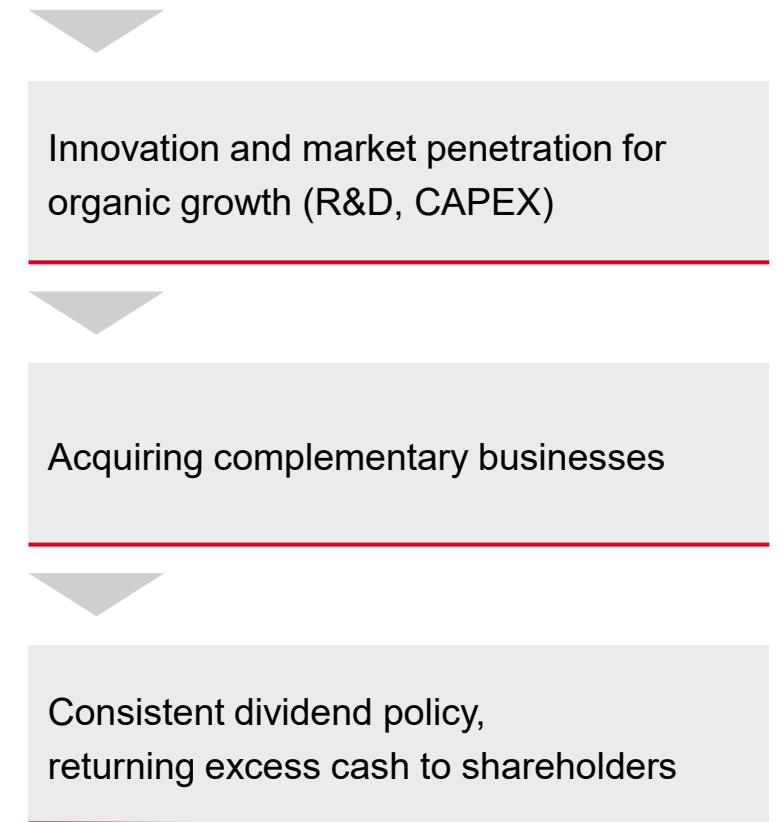 Innovation and market penetration for
organic growth (R&D, CAPEX)
Acquiring complementary businesses
Consistent dividend policy,
returning excess cash to shareholders